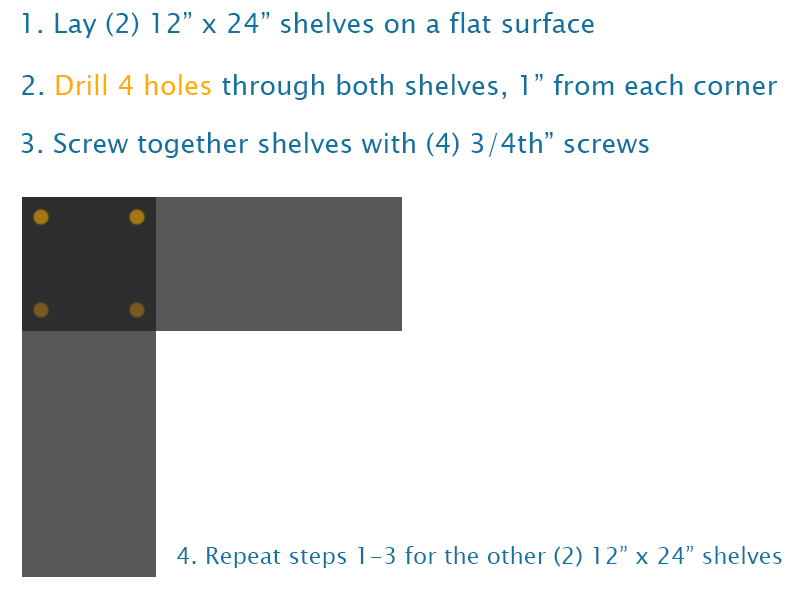 1. Lay (2) 12” x 24” shelves on a flat surface
2. Drill 4 holes through both shelves, 1” from each corner
3. Screw together shelves with (4) 3/4th” screws
4. Repeat steps 1-3 for the other (2) 12” x 24” shelves